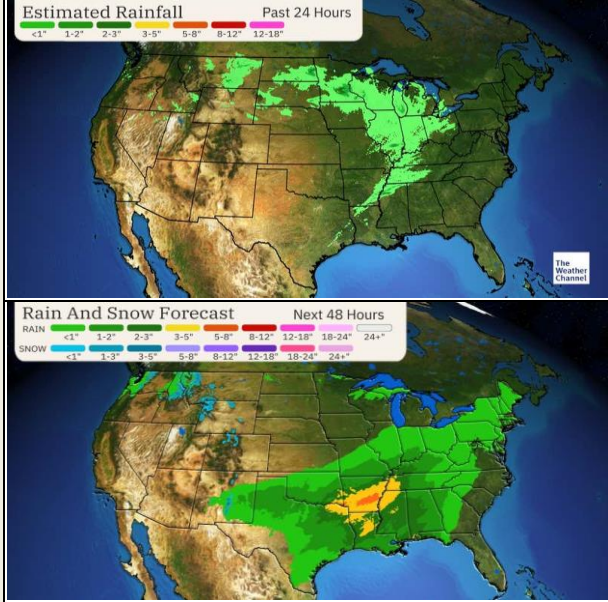 Estimated Rainfall Past 24 Hours
<1" 1-2" 2-3" 3-5" 5-8" 8-12" 12-18"
The
Weather
Channel
Rain And Snow Forecast Next 48 Hours
RAIN
<1" 1-2" 2-3" 3-5" 5-8" 8-12" 12-18" 18-24" 24+"
SNOW
<1" 1-3" 3-5" 5-8" 8-12" 12-18" 18-24" 24+"